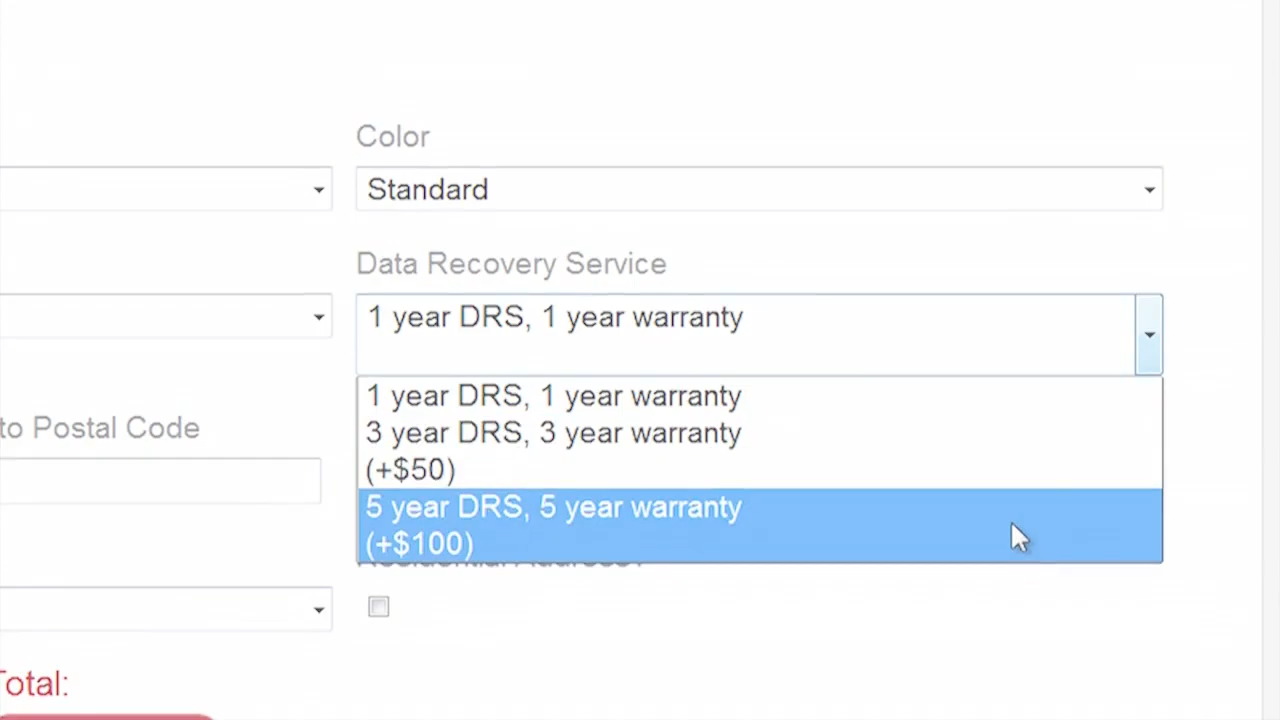 Color
Standard
Data Recovery Service
1 year DRS, 1 year warranty
1 year DRS, 1 year warranty
3 year DRS, 3 year warranty
(+$50)
to Postal Code
5 year DRS, 5 year warranty
(+$100)
Total: